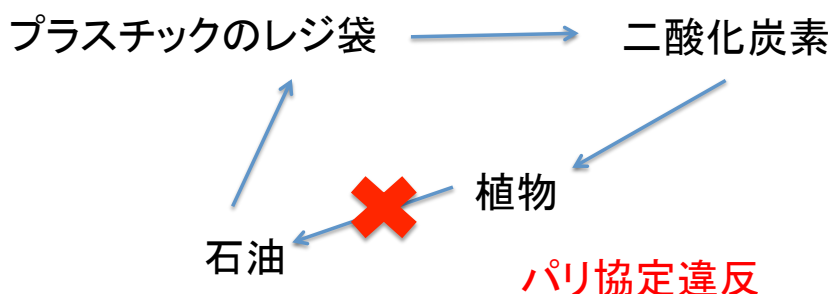 プラスチックのレジ袋
二酸化炭素
植物
石油
パリ協定違反